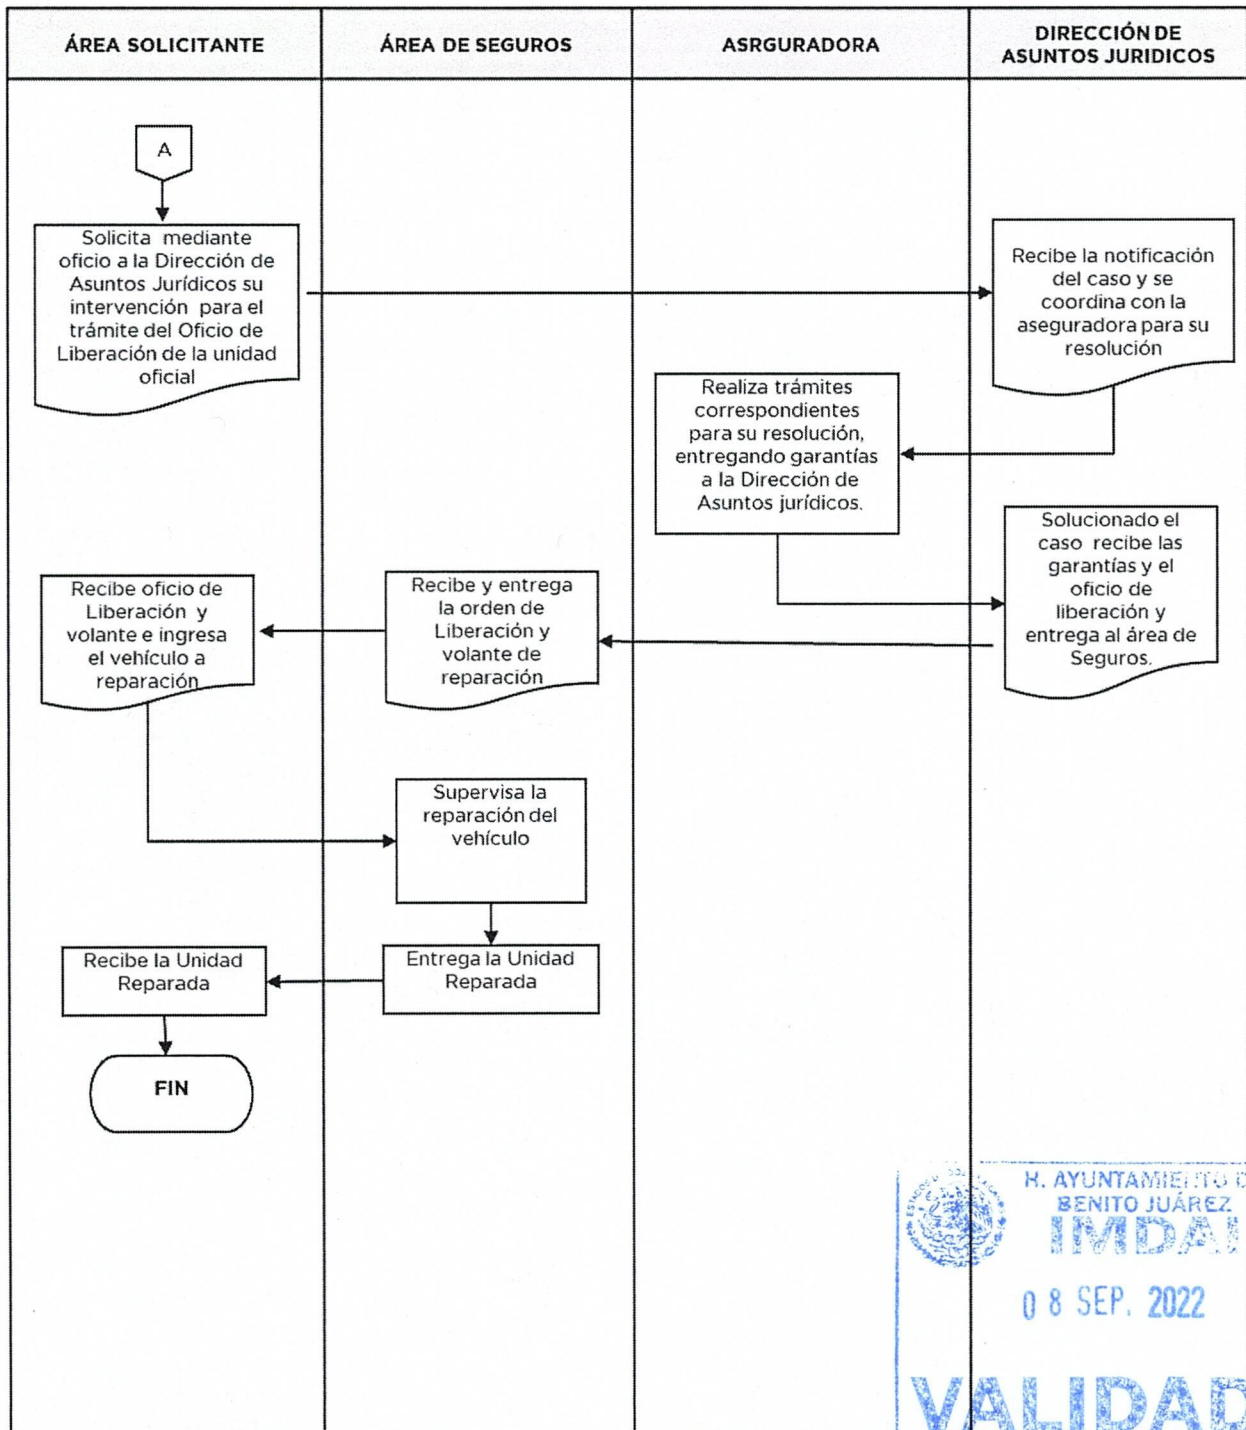 ÁREA SOLICITANTE
ÁREA DE SEGUROS
ASRGURADORA
DIRECCIÓN DE
ASUNTOS JURIDICOS
A
Solicita mediante
oficio a la Dirección de
Asuntos Jurídicos su
intervención para el
trámite del Oficio de
Liberación de la unidad
oficial
Recibe la notificación
del caso y se
coordina con la
aseguradora para su
resolución
Realiza trámites
correspondientes
para su resolución,
entregando garantías
a la Dirección de
Asuntos jurídicos.
Solucionado el
caso recibe las
garantías y el
oficio de
liberación y
entrega al área de
Seguros.
Recibe y entrega
la orden de
Liberación y
volante de
reparación
Recibe oficio de
Liberación y
volante e ingresa
el vehículo a
reparación
Supervisa la
reparación del
vehículo
Entrega la Unidad
Reparada
Recibe la Unidad
Reparada
FIN
H. AYUNTAMIENTO D
BENITO JUÁREZ
IMDAI
08 SEP. 2022
VALIDAD